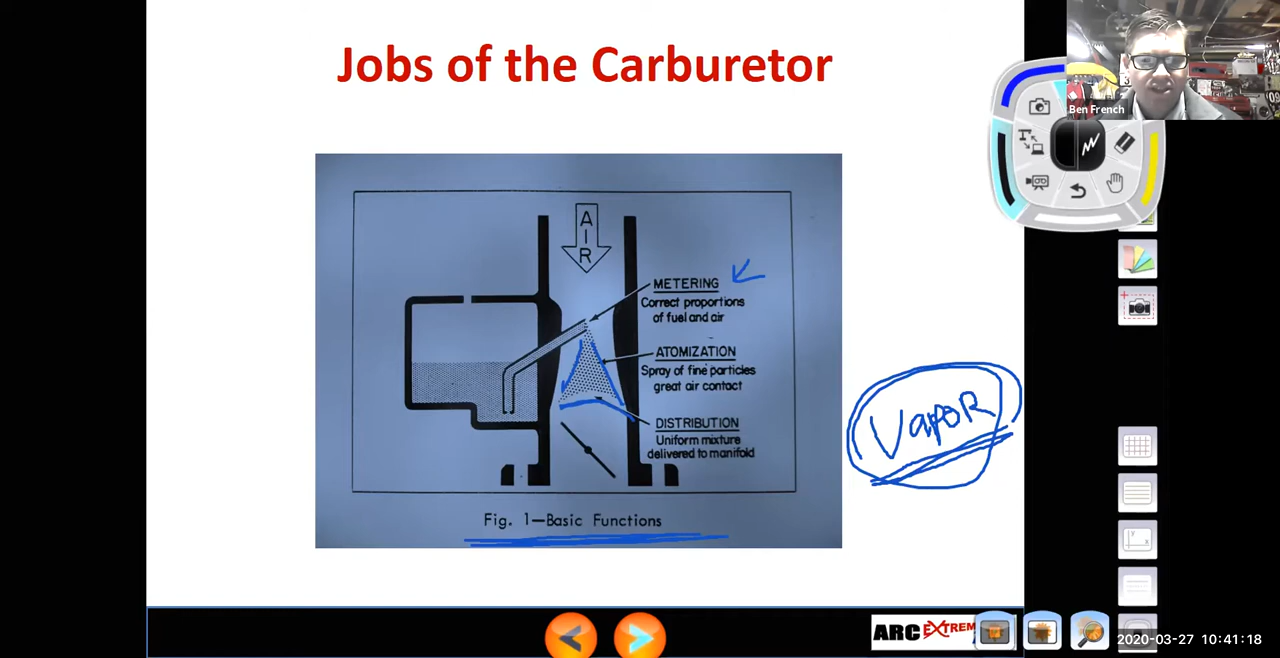 Jobs of the Carburetor
Ben French
AIR
METERING
Correct proportions
of fuel and air
ATOMIZATION
Spray of fine particles
great air contact
DISTRIBUTION
Uniform mixture
delivered to manifold
Vapor
Fig. 1—Basic Functions
ARC EXTREM
2020-03-27 10:41:18